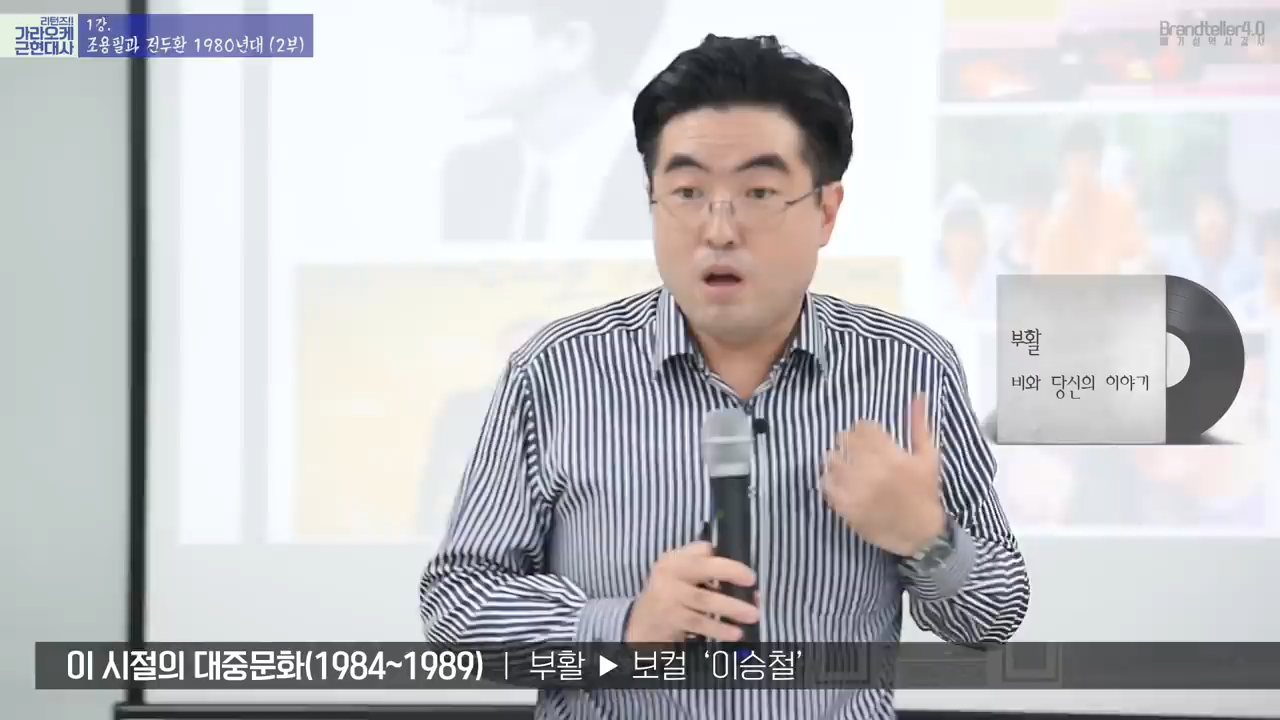 리턴즈!!
가라오케
근현대사
1강.
조용필과 전두환 1980년대 (2부)
Brandteller4.0
부활
비와 당신의 이야기
이 시절의 대중문화(1984~1989) | 부활 ▶ 보컬 ‘이승철’